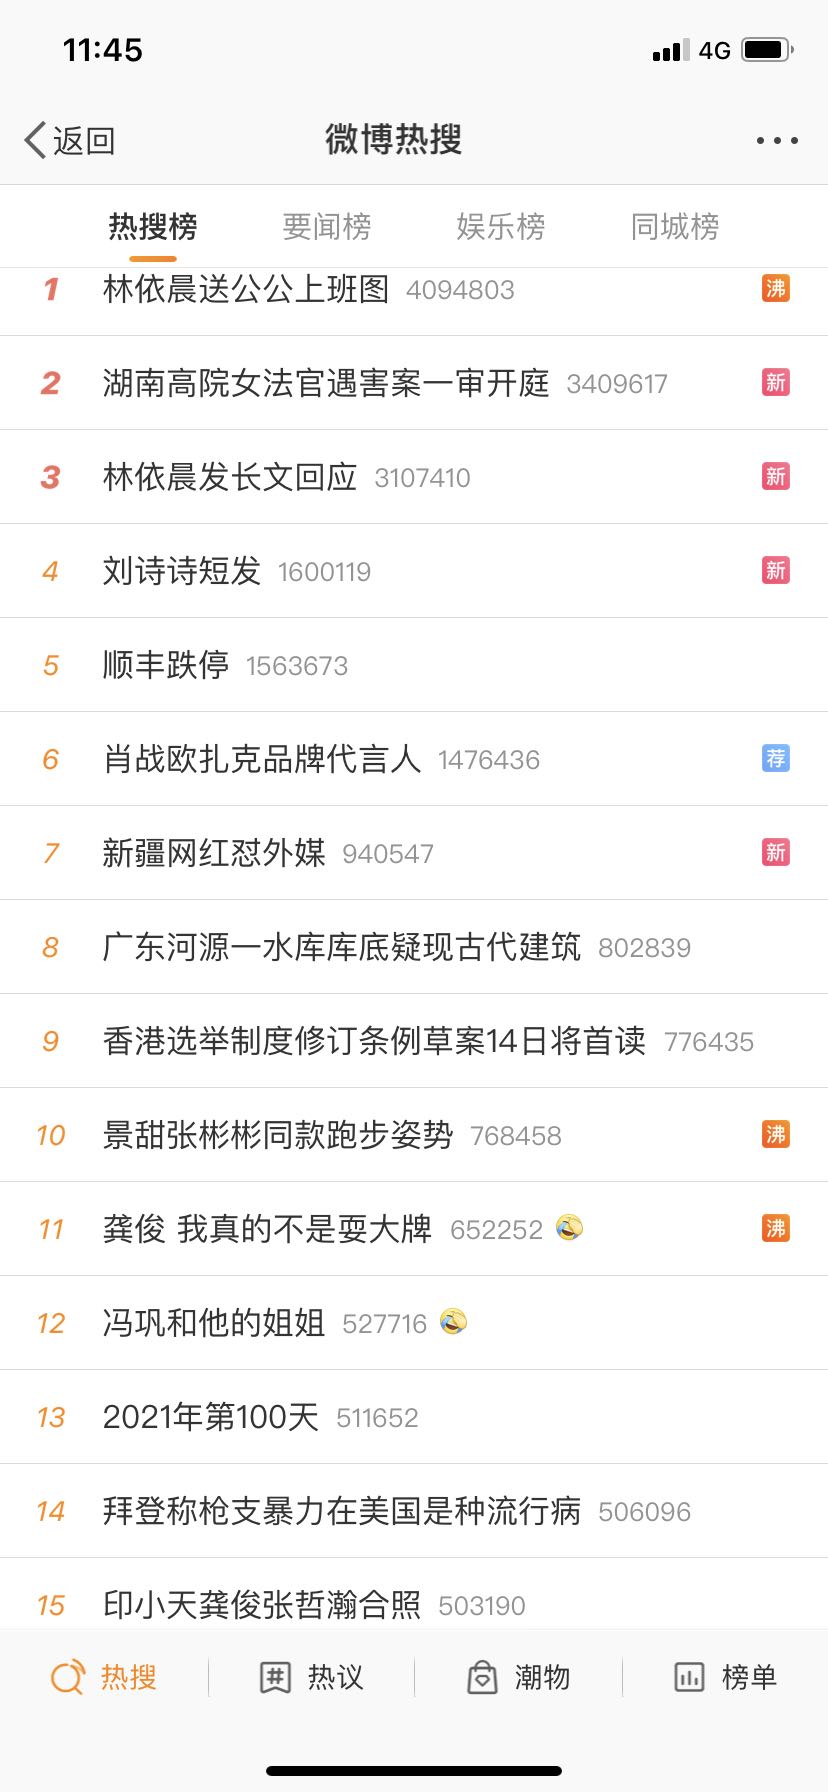 11:45 4G
返回 微博热搜
热搜榜 要闻榜 娱乐榜 同城榜
1 林依晨送公公上班图 4094803 沸
2 湖南高院女法官遇害案一审开庭 3409617 新
3 林依晨发长文回应 3107410 新
4 刘诗诗短发 1600119 新
5 顺丰跌停 1563673
6 肖战欧扎克品牌代言人 1476436 荐
7 新疆网红怼外媒 940547 新
8 广东河源一水库库底疑现古代建筑 802839
9 香港选举制度修订条例草案14日将首读 776435
10 景甜张彬彬同款跑步姿势 768458 沸
11 龚俊 我真的不是耍大牌 652252 沸
12 冯巩和他的姐姐 527716
13 2021年第100天 511652
14 拜登称枪支暴力在美国是种流行病 506096
15 印小天龚俊张哲瀚合照 503190
热搜 热议 潮物 榜单